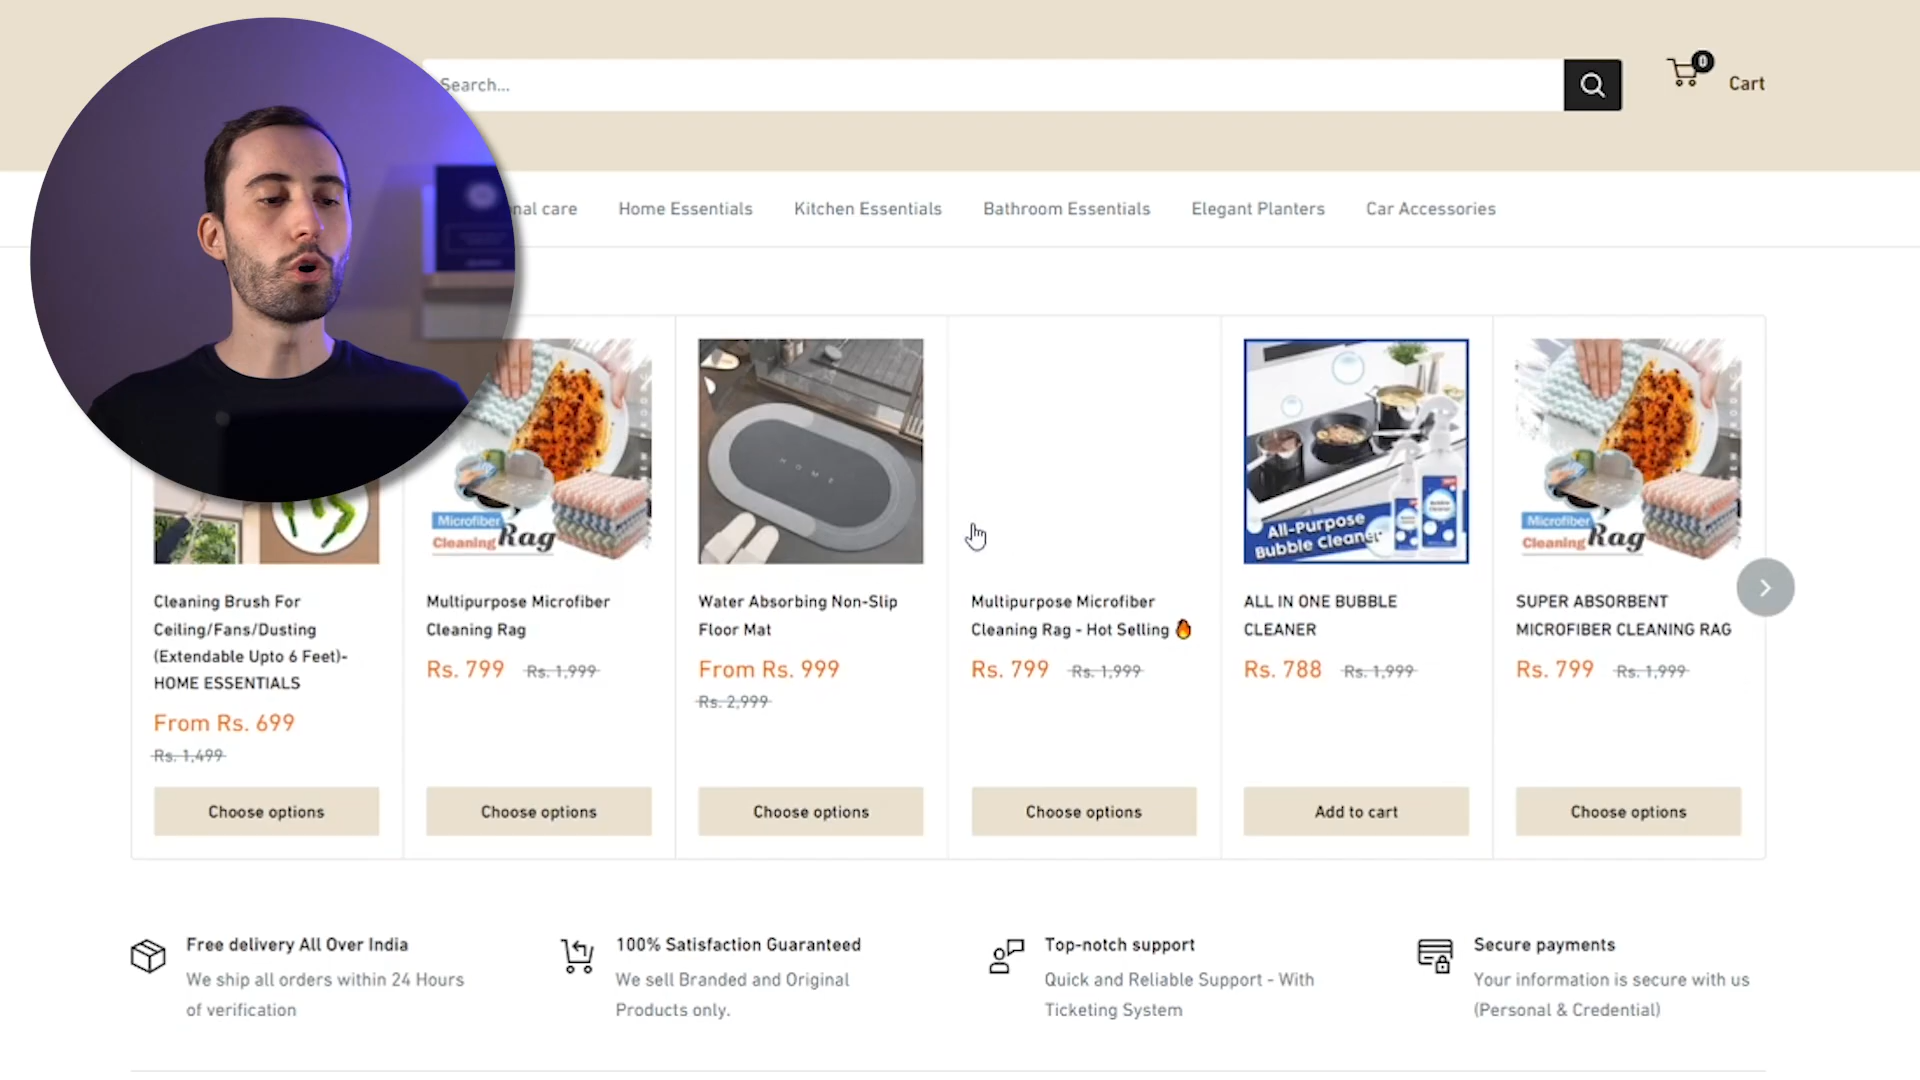 Search...
0
Cart
nal care
Home Essentials
Kitchen Essentials
Bathroom Essentials
Elegant Planters
Car Accessories
Microfiber
Cleaning Rag
HOME
All-Purpose
Bubble Cleaner
Microfiber
Cleaning Rag
Cleaning Brush For
Ceiling/Fans/Dusting
(Extendable Upto 6 Feet)-
HOME ESSENTIALS
From Rs. 699
Rs. 1,499
Choose options
Multipurpose Microfiber
Cleaning Rag
Rs. 799 Rs. 1,999
Choose options
Water Absorbing Non-Slip
Floor Mat
From Rs. 999
Rs. 2,999
Choose options
Multipurpose Microfiber
Cleaning Rag - Hot Selling 🔥
Rs. 799 Rs. 1,999
Choose options
ALL IN ONE BUBBLE
CLEANER
Rs. 788 Rs. 1,999
Add to cart
SUPER ABSORBENT
MICROFIBER CLEANING RAG
Rs. 799 Rs. 1,999
Choose options
Free delivery All Over India
We ship all orders within 24 Hours
of verification
100% Satisfaction Guaranteed
We sell Branded and Original
Products only.
Top-notch support
Quick and Reliable Support - With
Ticketing System
Secure payments
Your information is secure with us
(Personal & Credential)